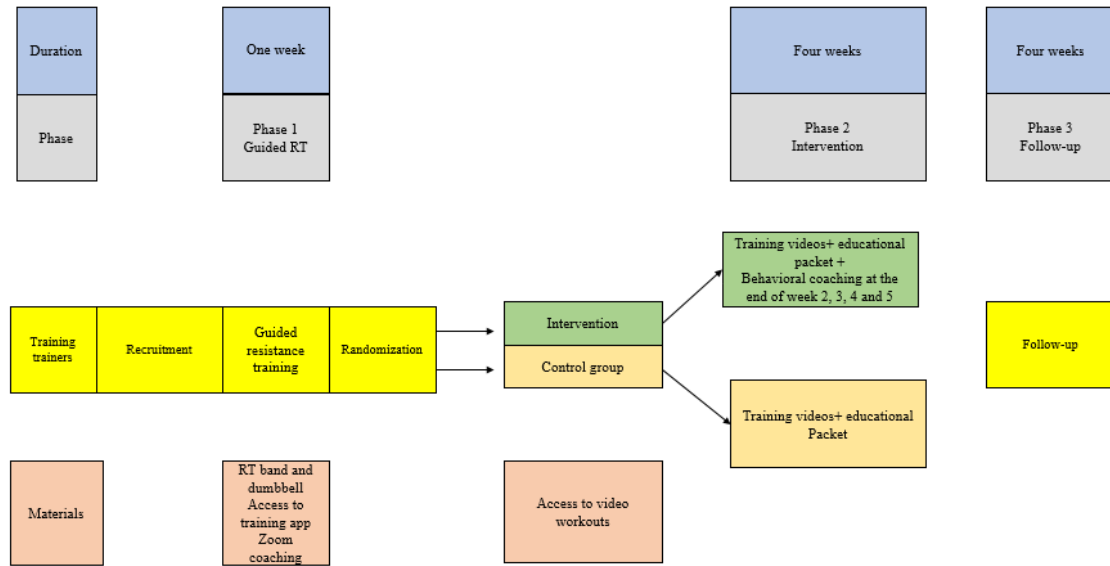 Duration
One week
Four weeks
Four weeks
Phase
Phase 1
Guided RT
Phase 2
Intervention
Phase 3
Follow-up
Training videos+ educational
packet +
Behavioral coaching at the
end of week 2, 3, 4 and 5
Training
trainers
Recruitment
Guided
resistance
training
Randomization
Intervention
Control group
Follow-up
Training videos+ educational
Packet
Materials
RT band and
dumbbell
Access to
training app
Zoom
coaching
Access to video
workouts